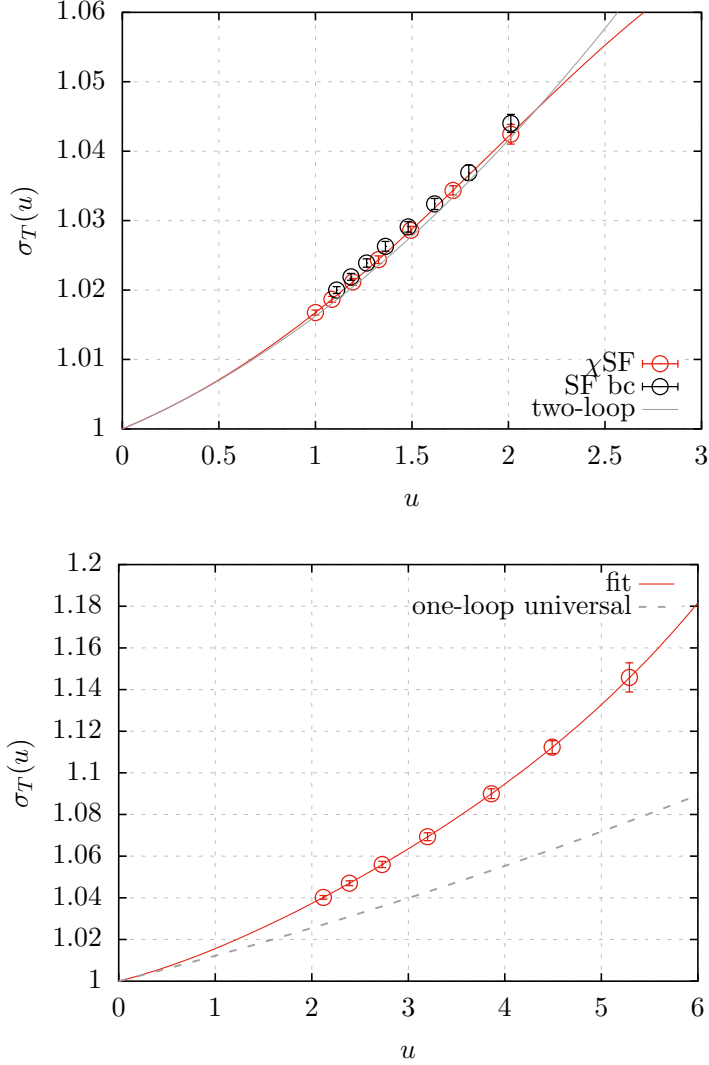 1.06
1.05
1.04
1.03
1.02
1.01
1
σ_T(u)
χSF
SF bc
two-loop
0 0.5 1 1.5 2 2.5 3
u
1.2
1.18
1.16
1.14
1.12
1.1
1.08
1.06
1.04
1.02
1
σ_T(u)
fit
one-loop universal
0 1 2 3 4 5 6
u